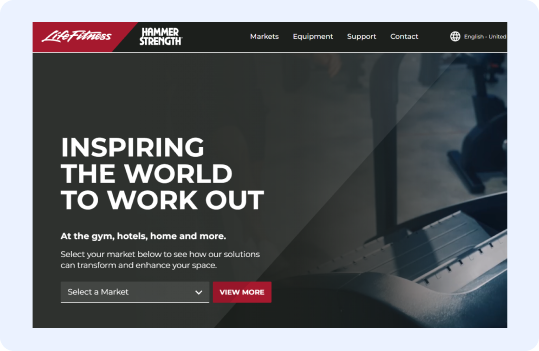 LifeFitness
HAMMER
STRENGTH
Markets Equipment Support Contact English - United
INSPIRING
THE WORLD
TO WORK OUT
At the gym, hotels, home and more.
Select your market below to see how our solutions
can transform and enhance your space.
Select a Market
VIEW MORE